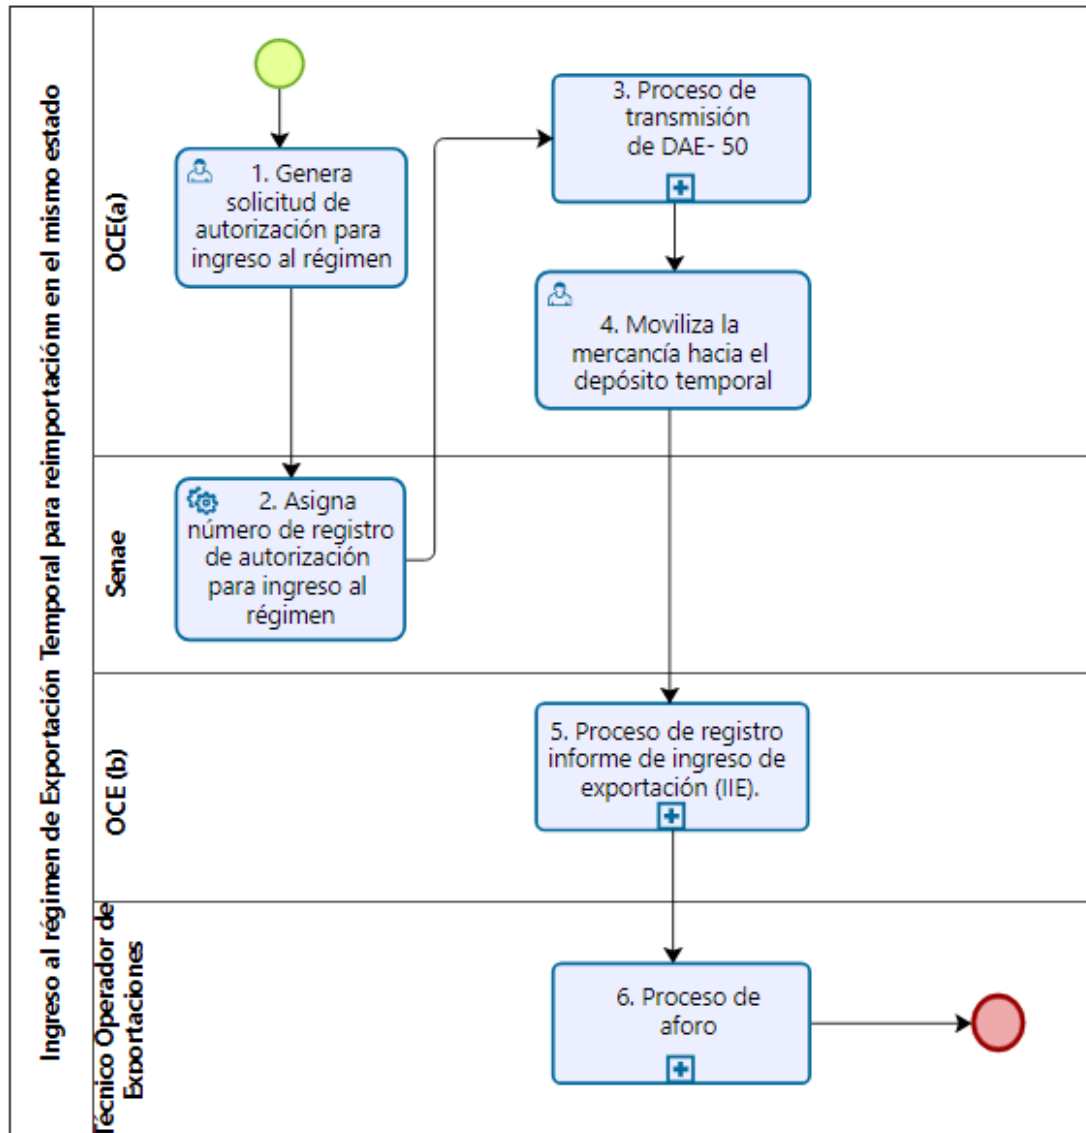 Ingreso al régimen de Exportación Temporal para reimportaciónn en el mismo estado
OCE(a)
1. Genera
solicitud de
autorización para
ingreso al régimen
3. Proceso de
transmisión
de DAE- 50
4. Moviliza la
mercancía hacia el
depósito temporal
Senae
2. Asigna
número de registro
de autorización
para ingreso al
régimen
OCE (b)
5. Proceso de registro
informe de ingreso de
exportación (IIE).
Técnico Operador de
Exportaciones
6. Proceso de
aforo